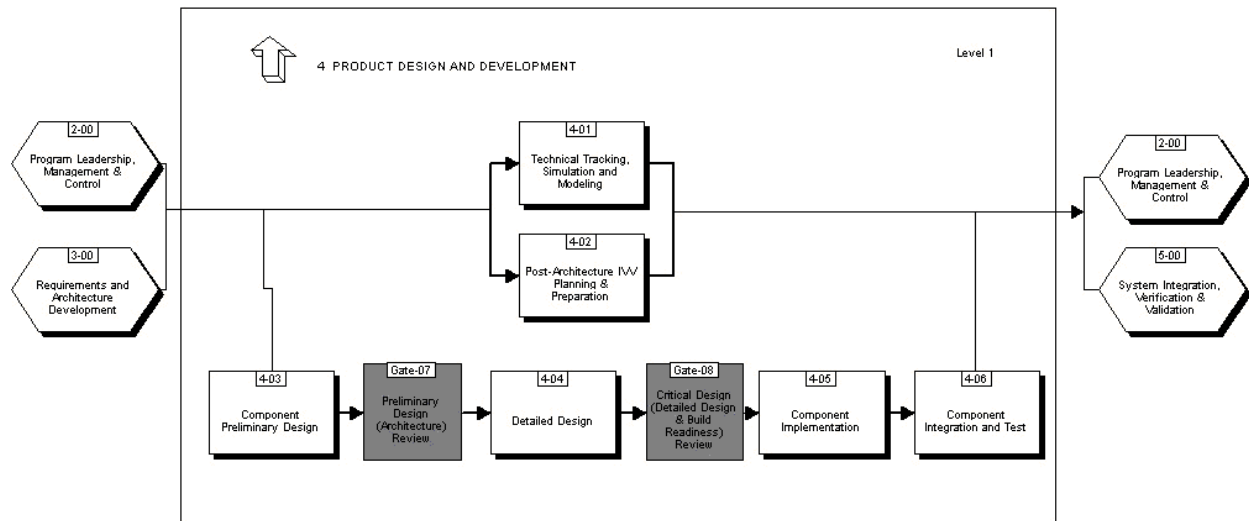 4 PRODUCT DESIGN AND DEVELOPMENT
Level 1
2-00
Program Leadership,
Management &
Control
3-00
Requirements and
Architecture
Development
4-01
Technical Tracking,
Simulation and
Modeling
4-02
Post-Architecture IVV
Planning &
Preparation
2-00
Program Leadership,
Management &
Control
5-00
System Integration,
Verification &
Validation
4-03
Component
Preliminary Design
Gate-07
Preliminary
Design
(Architecture)
Review
4-04
Detailed Design
Gate-08
Critical Design
(Detailed Design
& Build
Readiness)
Review
4-05
Component
Implementation
4-06
Component
Integration and Test